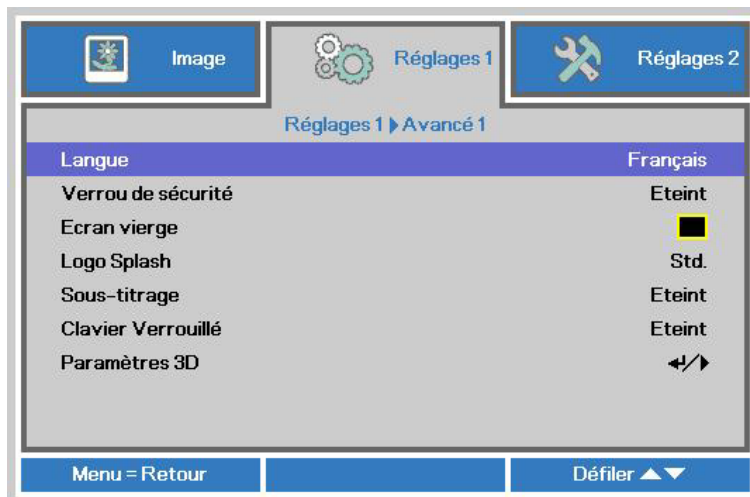 Image
Réglages 1
Réglages 2
Réglages 1 ▶ Avancé 1
Langue Français
Verrou de sécurité Eteint
Ecran vierge
Logo Splash Std.
Sous-titrage Eteint
Clavier Verrouillé Eteint
Paramètres 3D ↵/▶
Menu = Retour
Défiler ▲▼